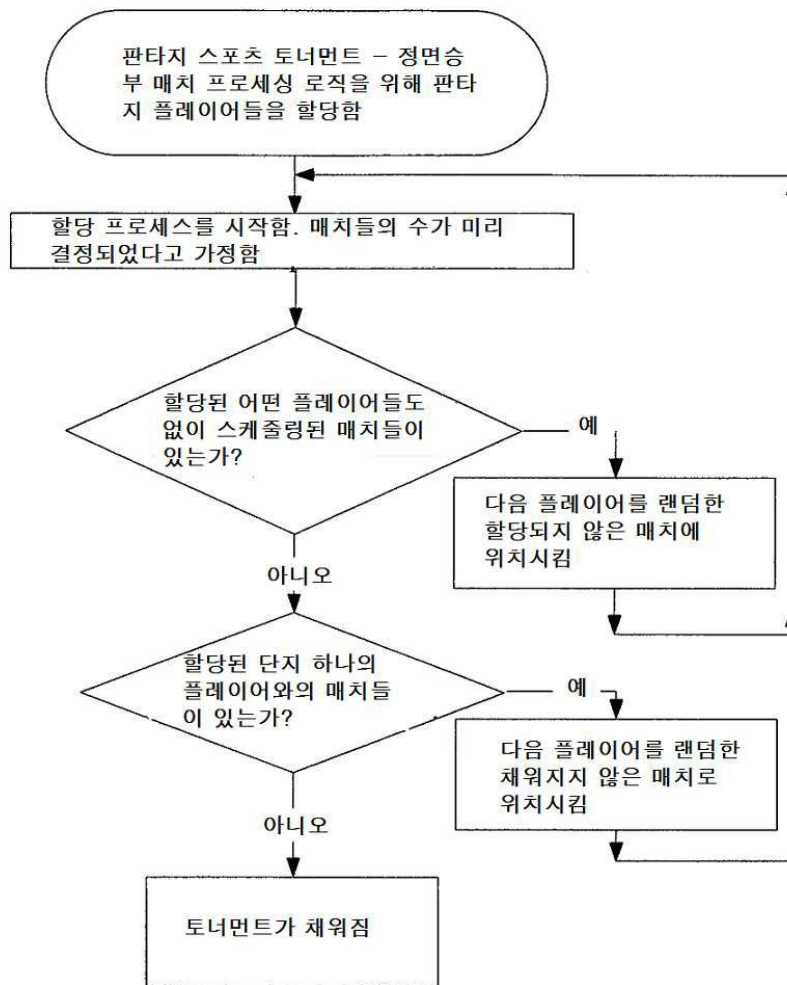 판타지 스포츠 토너먼트 – 정면승
부 매치 프로세싱 로직을 위해 판타
지 플레이어들을 할당함
할당 프로세스를 시작함. 매치들의 수가 미리
결정되었다고 가정함
할당된 어떤 플레이어들도
없이 스케줄링된 매치들이
있는가?
예
다음 플레이어를 랜덤한
할당되지 않은 매치에
위치시킴
아니오
할당된 단지 하나의
플레이어와의 매치들
이 있는가?
예
다음 플레이어를 랜덤한
채워지지 않은 매치로
위치시킴
아니오
토너먼트가 채워짐